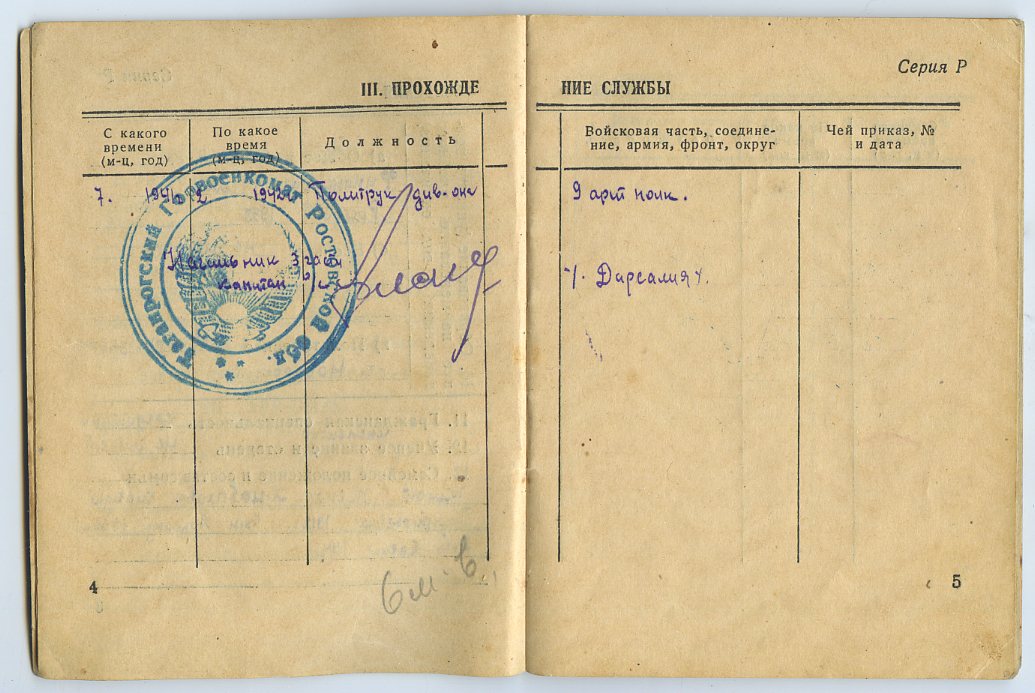 Серия Р
III. ПРОХОЖДЕ
НИЕ СЛУЖБЫ
С какого
времени
(м-ц, год)
По какое
время
(м-ц, год)
Должность
Войсковая часть, соедине-
ние, армия, фронт, округ
Чей приказ, №
и дата
7. 1941 2 1942 Политрук див-она
9 арт полк.
Начальник 3 части
капитан
/. Дирсалия /.
Таганрогский Горвоенкомат Ростовской Обл.
4
5